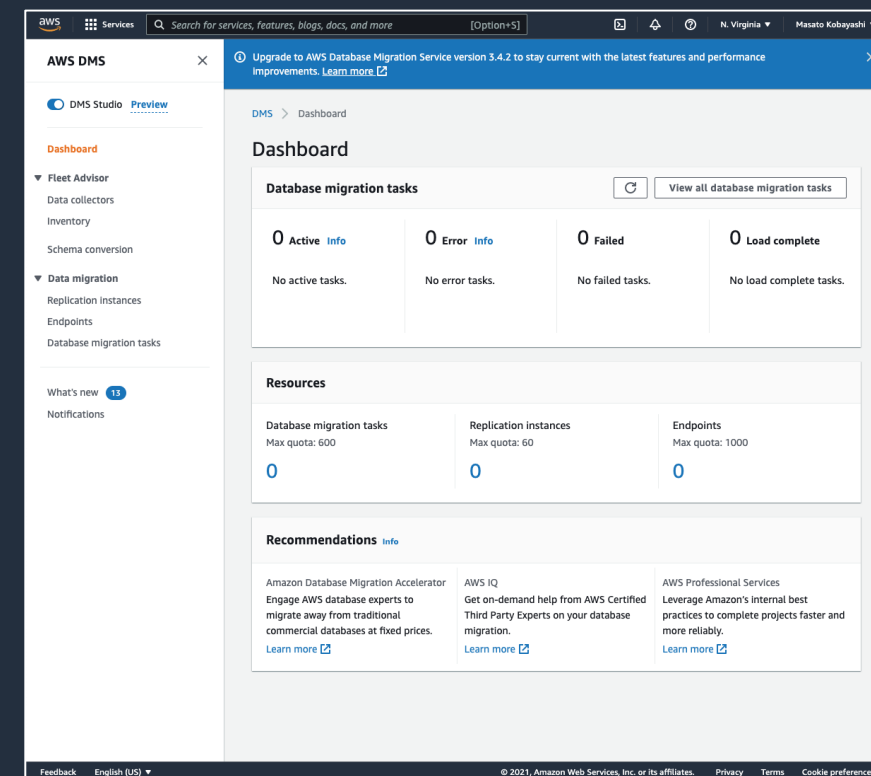 aws
Services
Search for services, features, blogs, docs, and more
[Option+S]
N. Virginia
Masato Kobayashi
AWS DMS
DMS Studio Preview
Dashboard
Fleet Advisor
Data collectors
Inventory
Schema conversion
Data migration
Replication instances
Endpoints
Database migration tasks
What's new 13
Notifications
Upgrade to AWS Database Migration Service version 3.4.2 to stay current with the latest features and performance
improvements. Learn more
DMS > Dashboard
Dashboard
Database migration tasks
View all database migration tasks
0 Active Info
No active tasks.
0 Error Info
No error tasks.
0 Failed
No failed tasks.
0 Load complete
No load complete tasks.
Resources
Database migration tasks
Max quota: 600
0
Replication instances
Max quota: 60
0
Endpoints
Max quota: 1000
0
Recommendations Info
Amazon Database Migration Accelerator
Engage AWS database experts to
migrate away from traditional
commercial databases at fixed prices.
Learn more
AWS IQ
Get on-demand help from AWS Certified
Third Party Experts on your database
migration.
Learn more
AWS Professional Services
Leverage Amazon's internal best
practices to complete projects faster and
more reliably.
Learn more
Feedback
English (US)
© 2021, Amazon Web Services, Inc. or its affiliates.
Privacy
Terms
Cookie preference